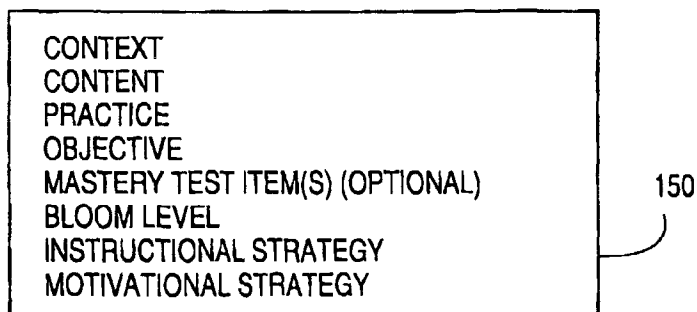 CONTEXT
CONTENT
PRACTICE
OBJECTIVE
MASTERY TEST ITEM(S) (OPTIONAL)
BLOOM LEVEL
INSTRUCTIONAL STRATEGY
MOTIVATIONAL STRATEGY
150